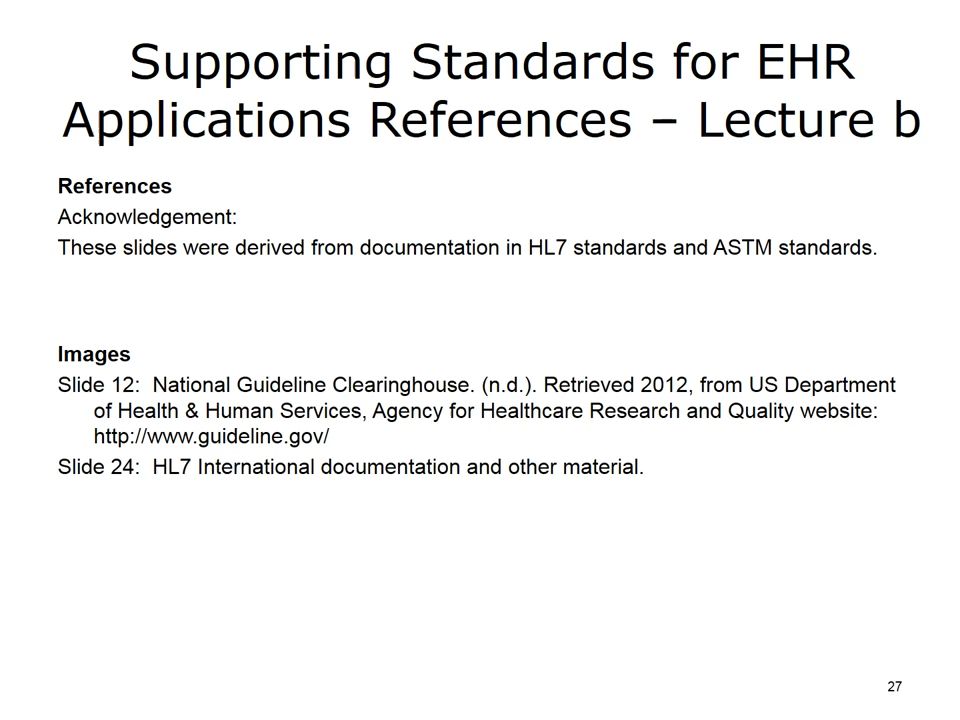 Supporting Standards for EHR
Applications References – Lecture b
References
Acknowledgement:
These slides were derived from documentation in HL7 standards and ASTM standards.
Images
Slide 12:  National Guideline Clearinghouse. (n.d.). Retrieved 2012, from US Department
of Health & Human Services, Agency for Healthcare Research and Quality website:
http://www.guideline.gov/
Slide 24:  HL7 International documentation and other material.
27